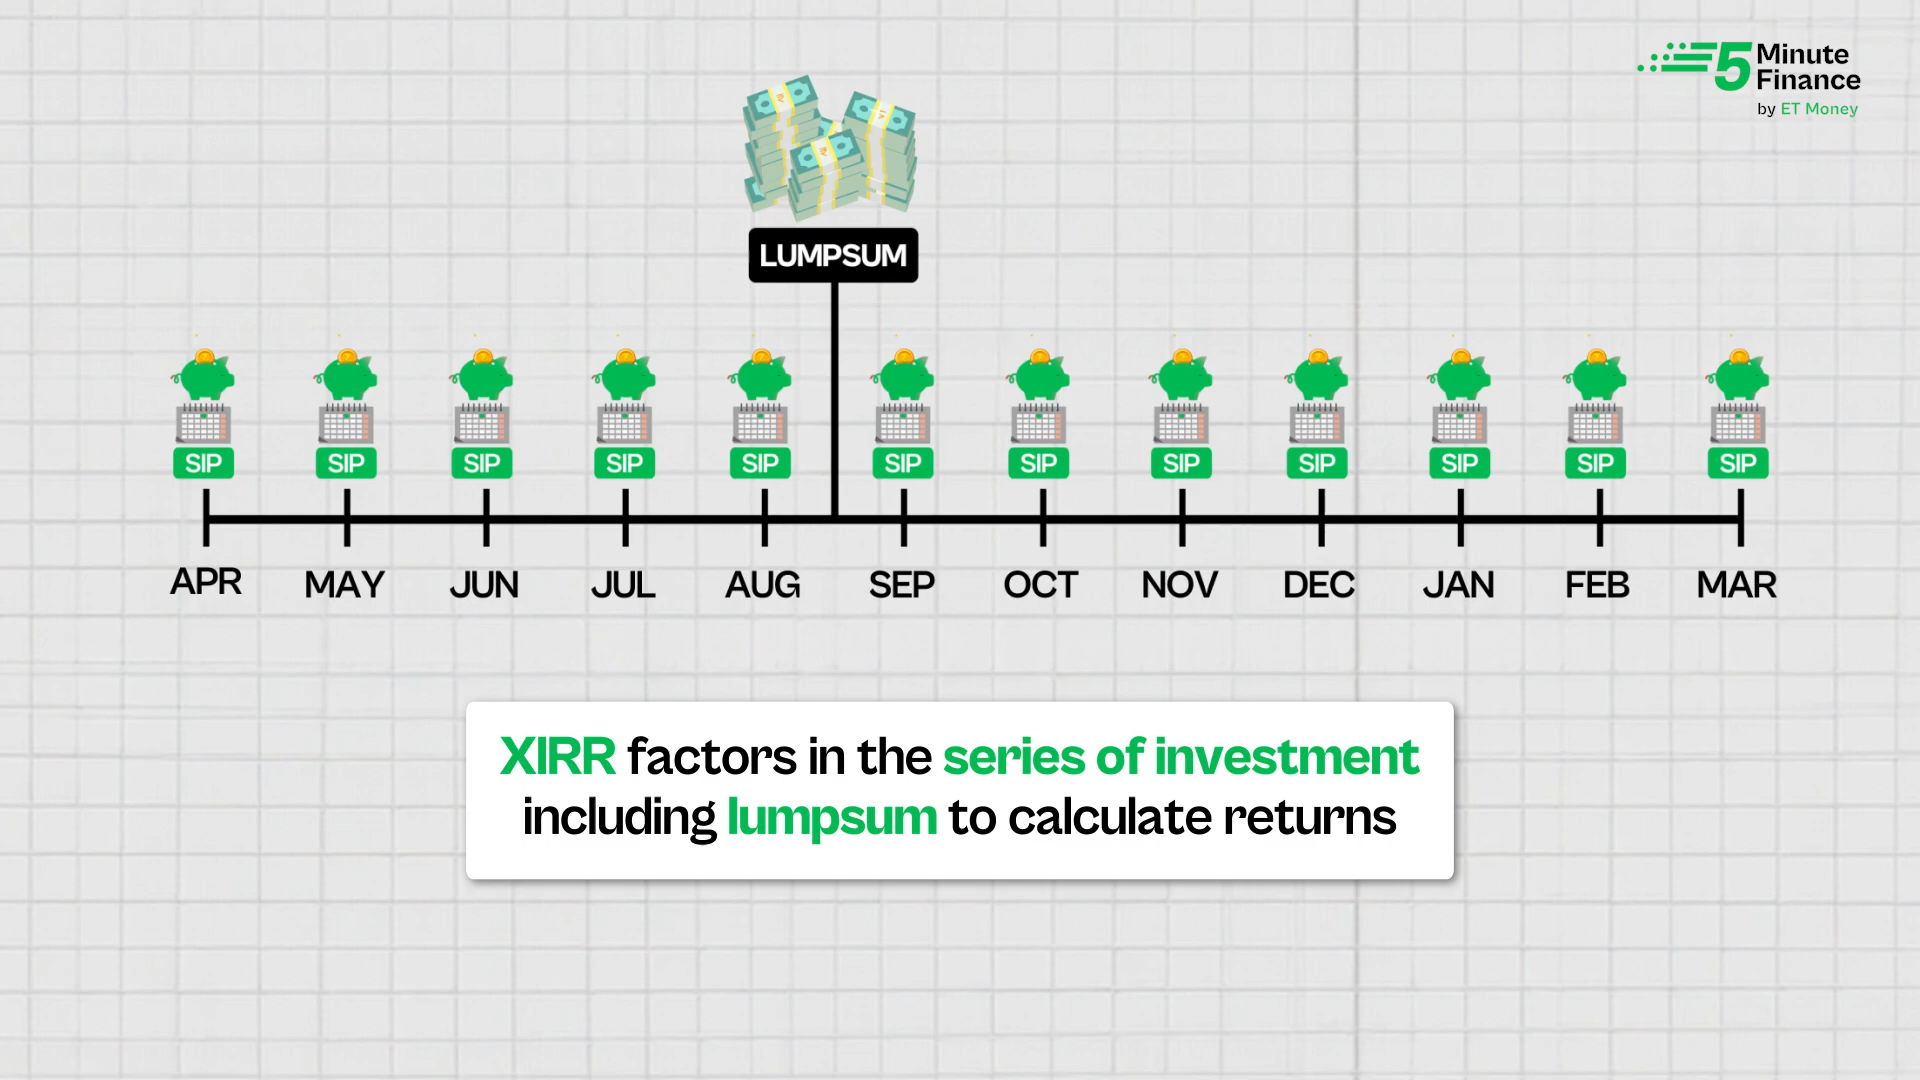 5 Minute
Finance
by ET Money
LUMPSUM
SIP SIP SIP SIP SIP SIP SIP SIP SIP SIP SIP SIP
APR MAY JUN JUL AUG SEP OCT NOV DEC JAN FEB MAR
XIRR factors in the series of investment
including lumpsum to calculate returns